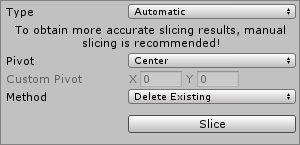 Type Automatic
To obtain more accurate slicing results, manual
slicing is recommended!
Pivot Center
Custom Pivot X 0 Y 0
Method Delete Existing
Slice